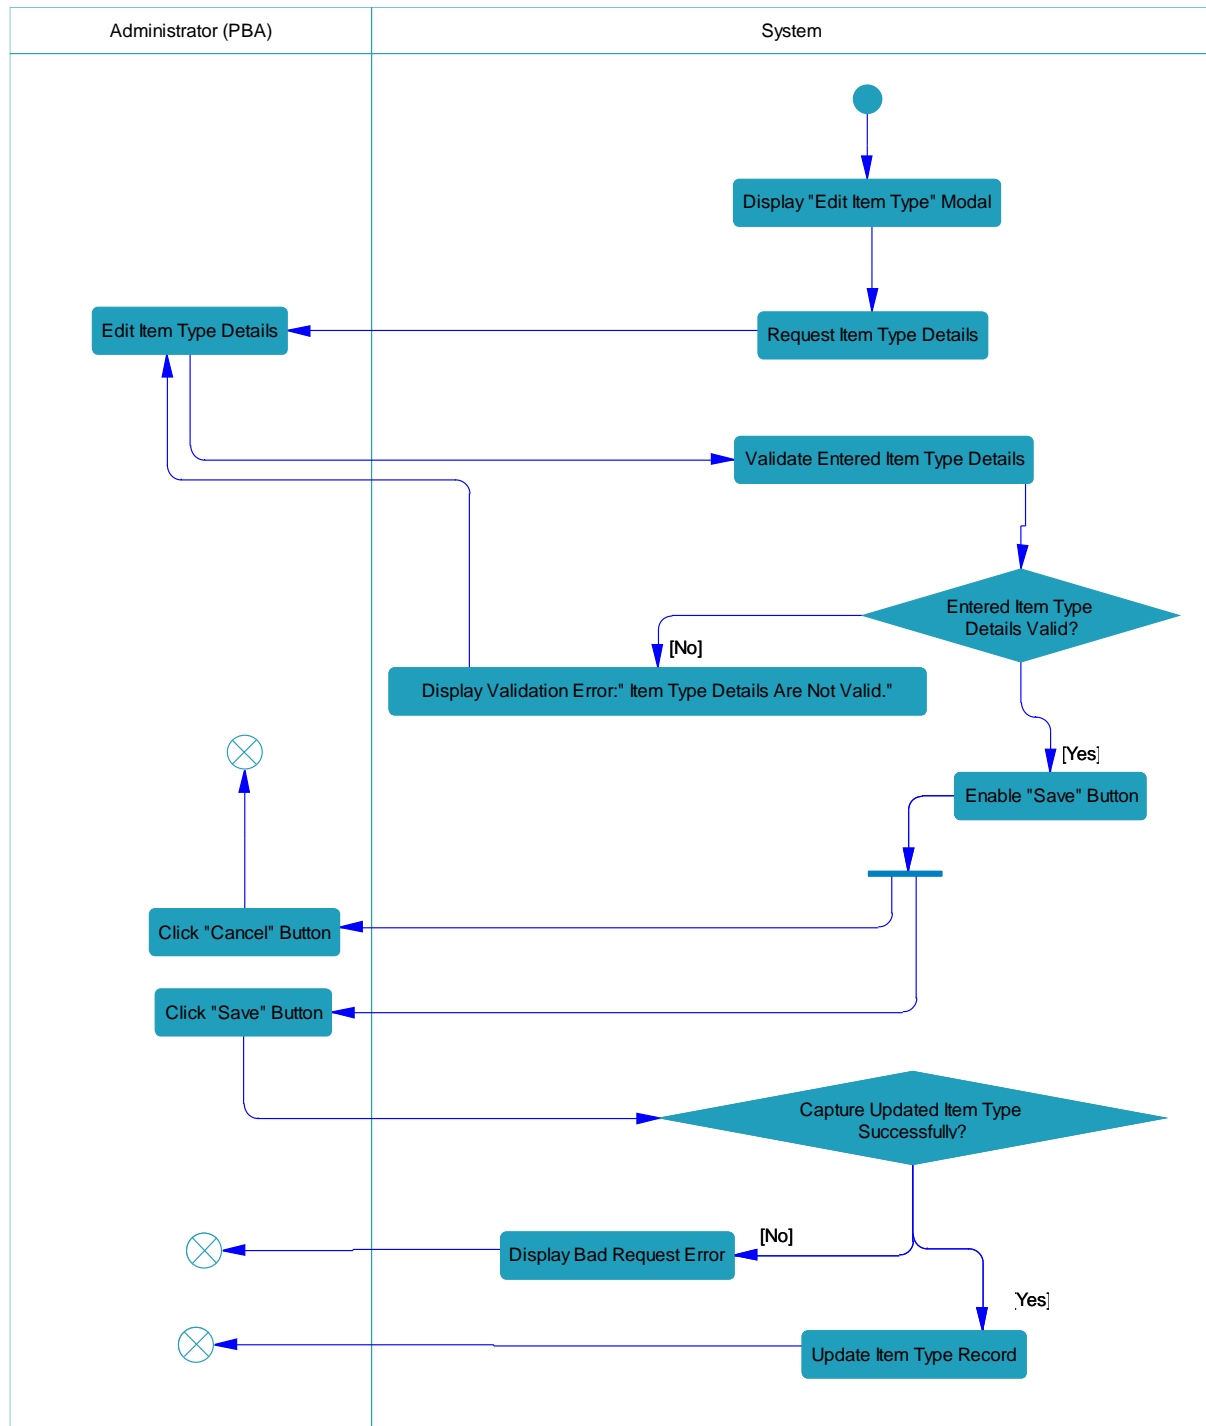 Administrator (PBA)
System
Display "Edit Item Type" Modal
Edit Item Type Details
Request Item Type Details
Validate Entered Item Type Details
Entered Item Type
Details Valid?
[No]
Display Validation Error:" Item Type Details Are Not Valid."
[Yes]
Enable "Save" Button
Click "Cancel" Button
Click "Save" Button
Capture Updated Item Type
Successfully?
[No]
Display Bad Request Error
[Yes]
Update Item Type Record